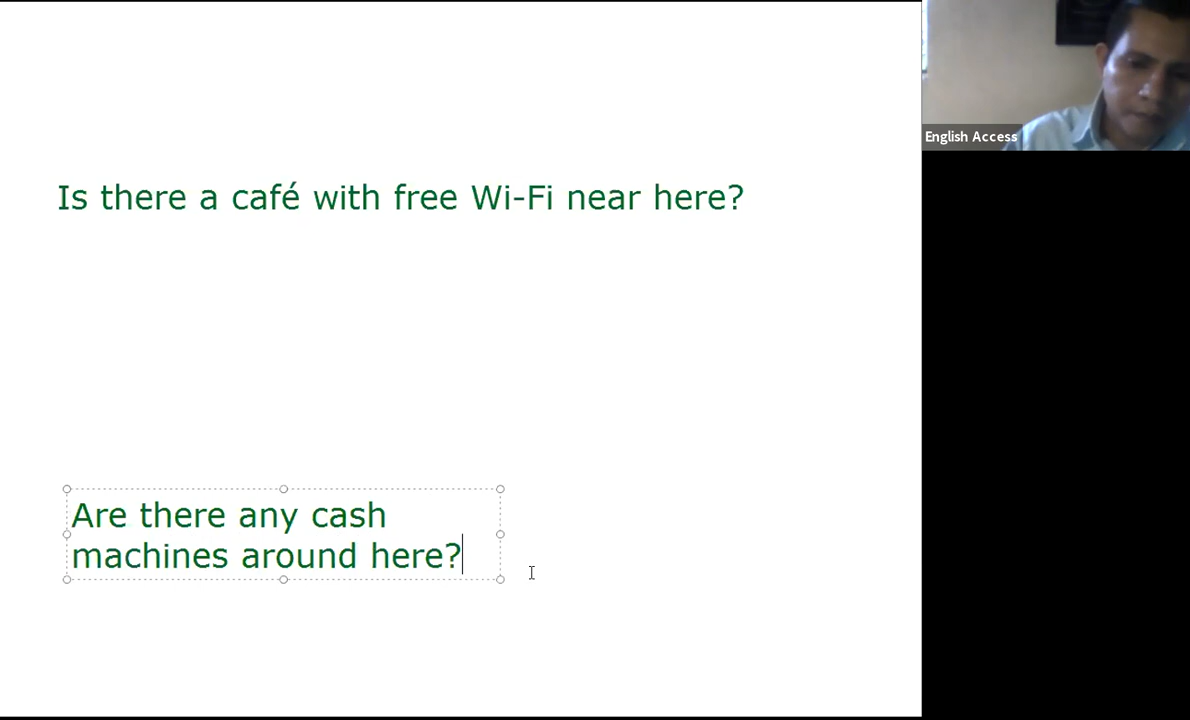 Is there a café with free Wi-Fi near here?
English Access
Are there any cash
machines around here?